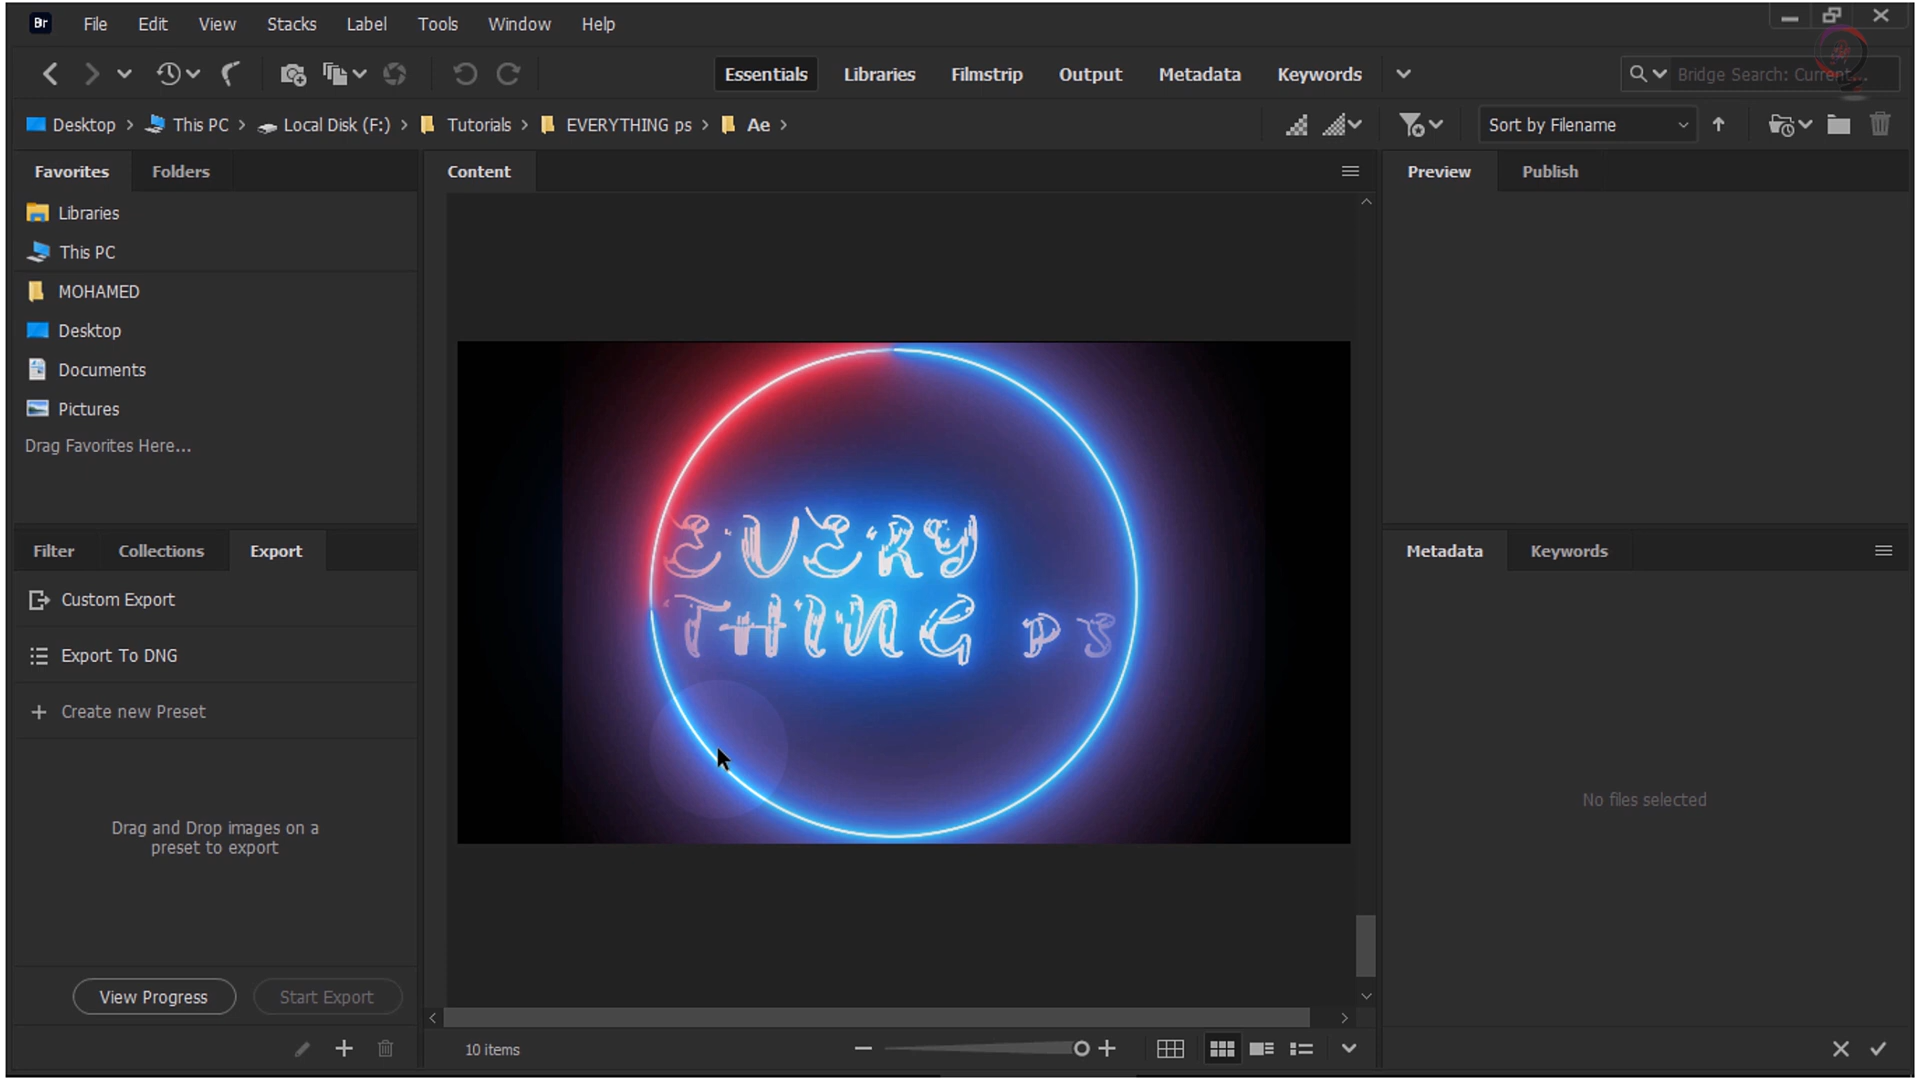 Br File Edit View Stacks Label Tools Window Help
Essentials Libraries Filmstrip Output Metadata Keywords
Bridge Search: Current...
Desktop This PC Local Disk (F:) Tutorials EVERYTHING ps Ae
Sort by Filename
Favorites Folders
Content
Preview Publish
Libraries
This PC
MOHAMED
Desktop
Documents
Pictures
Drag Favorites Here...
EVERY
THING PS
Filter Collections Export
Metadata Keywords
Custom Export
Export To DNG
Create new Preset
No files selected
Drag and Drop images on a
preset to export
View Progress Start Export
10 items